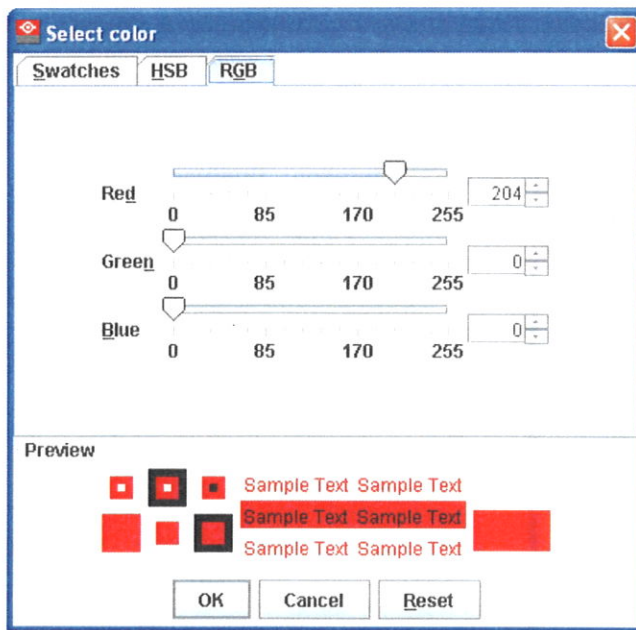 Select color
Swatches HSB RGB
Red 204
0 85 170 255
Green 0
0 85 170 255
Blue 0
0 85 170 255
Preview
Sample Text Sample Text
Sample Text Sample Text
Sample Text Sample Text
OK Cancel Reset